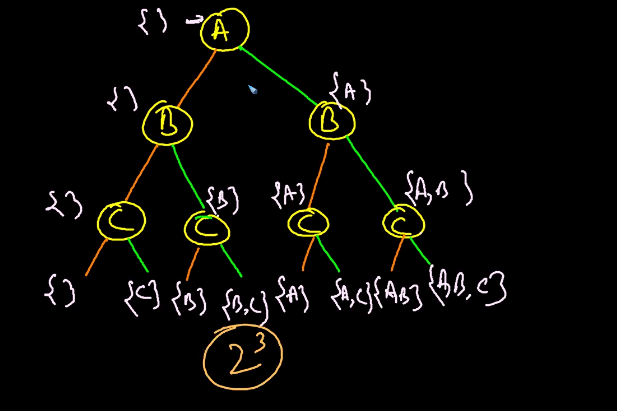 { } → A
{ } B B {A}
{ } C C {B} {A} C C {A,B }
{ } {C} {B} {B,C} {A} {A,C} {A,B} {A,B,C}
2³